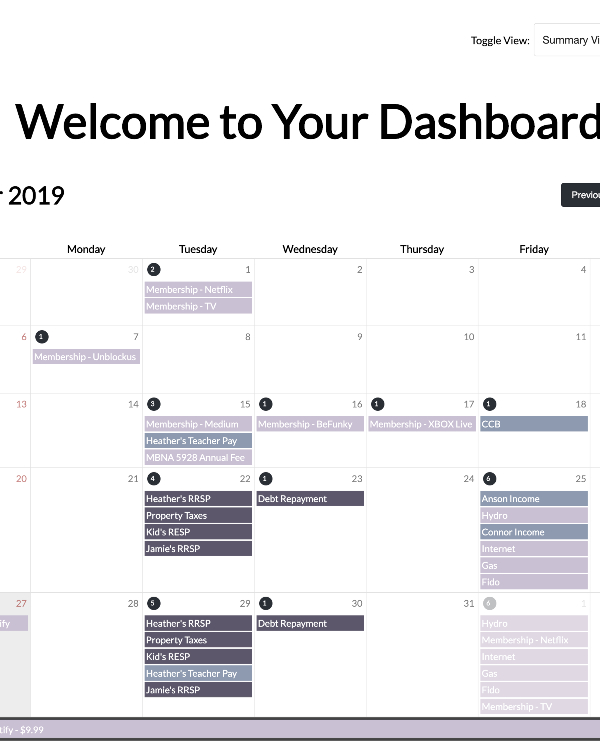 Toggle View: Summary Vi
Welcome to Your Dashboard
r 2019
Previou
Monday Tuesday Wednesday Thursday Friday
29 30 2 1 2 3 4
Membership - Netflix
Membership - TV
6 1 7 8 9 10 11
Membership - Unblockus
13 14 3 15 1 16 1 17 1 18
Membership - Medium Membership - BeFunky Membership - XBOX Live CCB
Heather's Teacher Pay
MBNA 5928 Annual Fee
20 21 4 22 1 23 24 6 25
Heather's RRSP Debt Repayment Anson Income
Property Taxes Hydro
Kid's RESP Connor Income
Jamie's RRSP Internet
Gas
Fido
27 28 5 29 1 30 31 6 1
ify Heather's RRSP Debt Repayment Hydro
Property Taxes Membership - Netflix
Kid's RESP Internet
Heather's Teacher Pay Gas
Jamie's RRSP Fido
Membership - TV
tify - $9.99